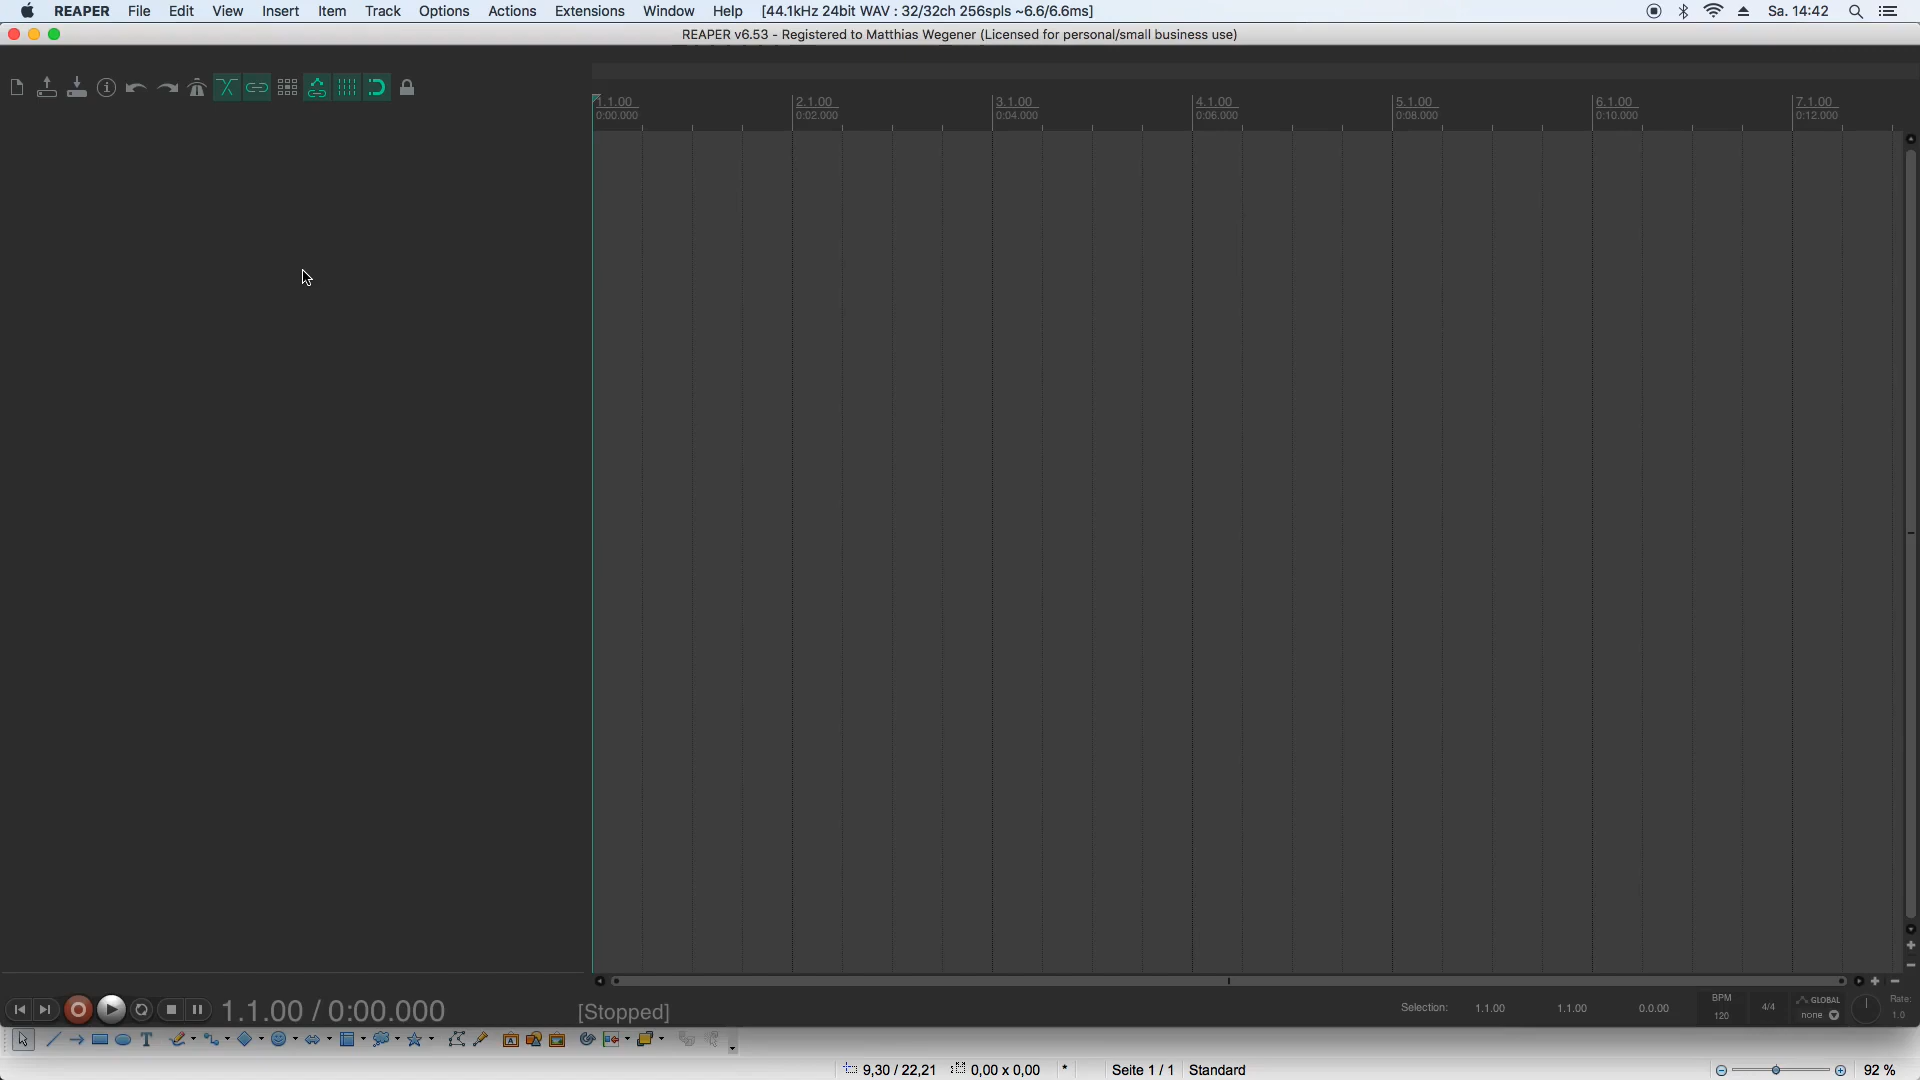 REAPER File Edit View Insert Item Track Options Actions Extensions Window Help [44.1kHz 24bit WAV : 32/32ch 256spls ~6.6/6.6ms] Sa. 14:42
REAPER v6.53 - Registered to Matthias Wegener (Licensed for personal/small business use)
1.1.00 2.1.00 3.1.00 4.1.00 5.1.00 6.1.00 7.1.00
0:00.000 0:02.000 0:04.000 0:06.000 0:08.000 0:10.000 0:12.000
1.1.00 / 0:00.000 [Stopped] Selection: 1.1.00 1.1.00 0.0.00
BPM
120
4/4
GLOBAL
none
Rate:
1.0
9,30 / 22,21 0,00 x 0,00 * Seite 1 / 1 Standard 92 %